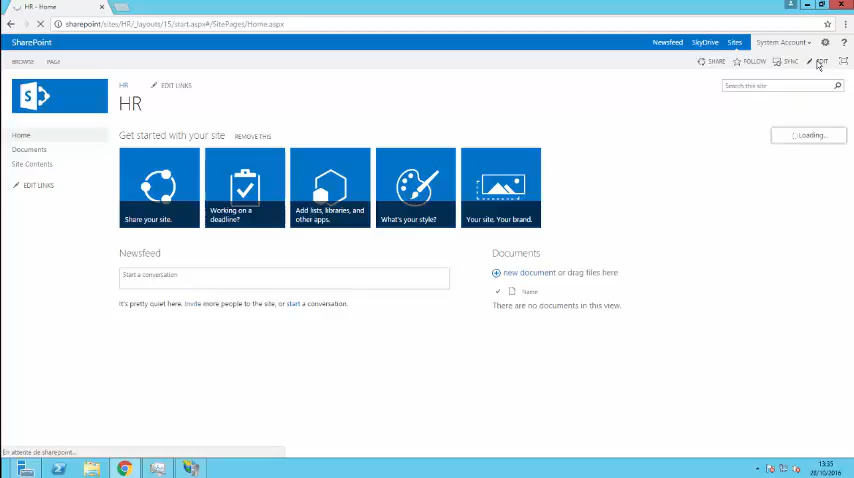 HR - Home
sharepoint/sites/HR/_layouts/15/start.aspx#/SitePages/Home.aspx
SharePoint
Newsfeed SkyDrive Sites System Account ?
BROWSE PAGE
SHARE FOLLOW SYNC EDIT
HR EDIT LINKS
Search this site
HR
Home
Documents
Site Contents
EDIT LINKS
Get started with your site REMOVE THIS
Loading...
Share your site.
Working on a deadline?
Add lists, libraries, and other apps.
What's your style?
Your site. Your brand.
Newsfeed
Start a conversation
It's pretty quiet here. Invite more people to the site, or start a conversation.
Documents
new document or drag files here
Name
There are no documents in this view.
En attente de sharepoint...
13:35
28/10/2016